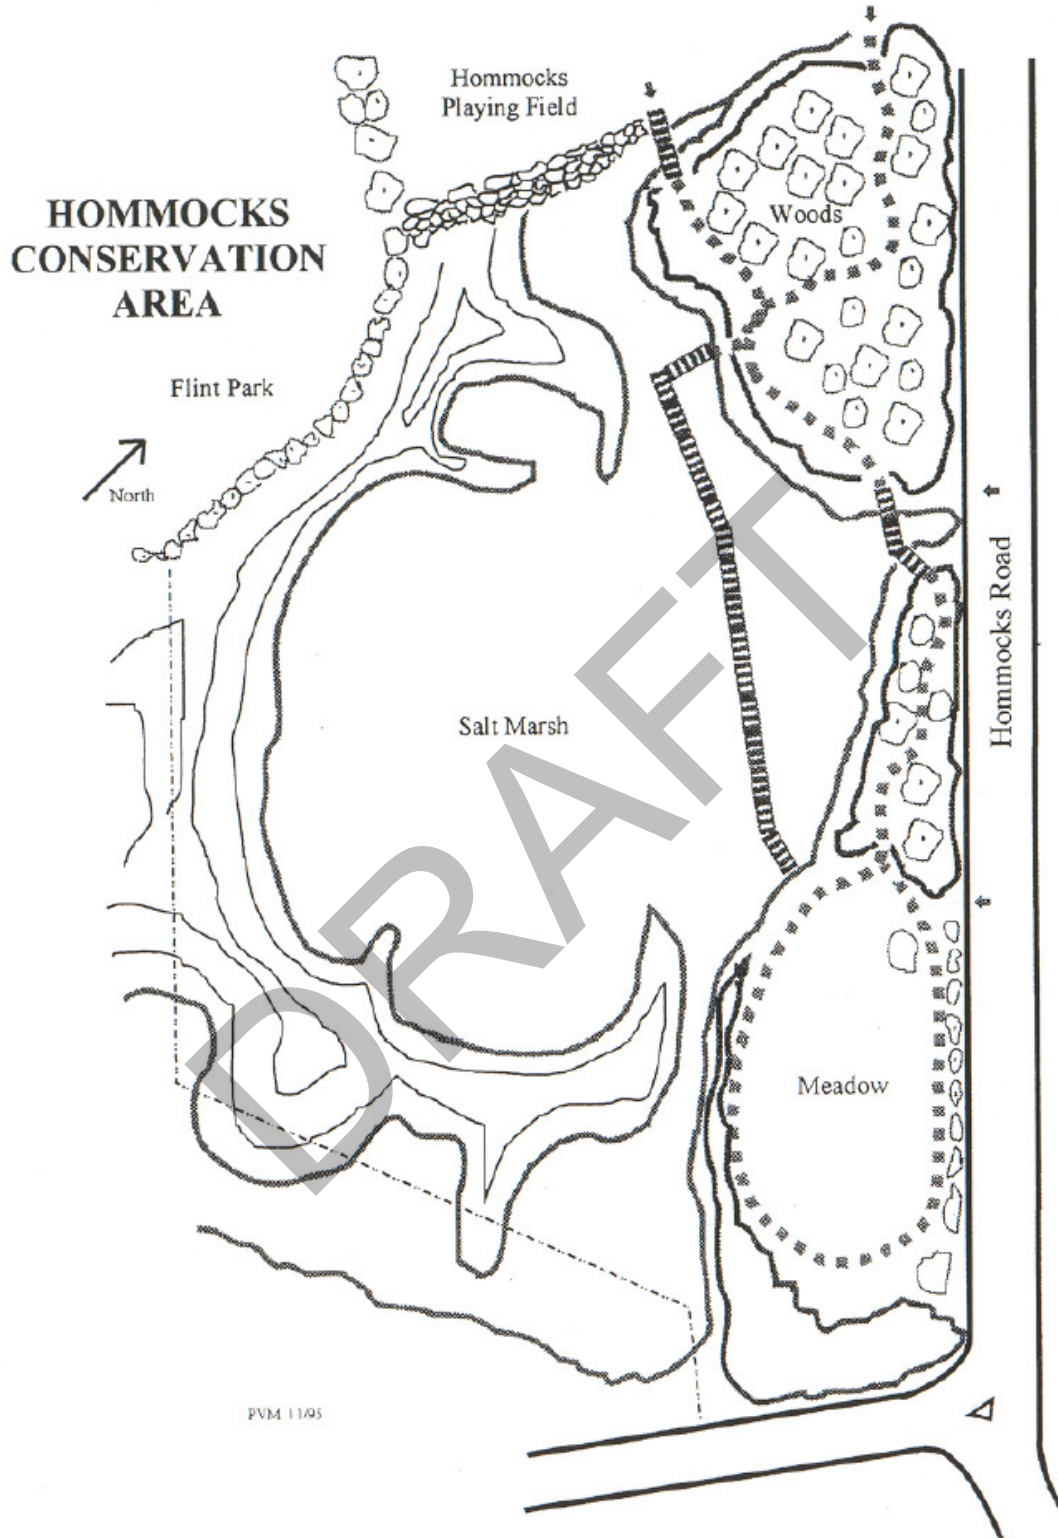 Hommocks
Playing Field
HOMMOCKS
CONSERVATION
AREA
Woods
Flint Park
North
Hommocks Road
Salt Marsh
DRAFT
Meadow
PVM 11/95